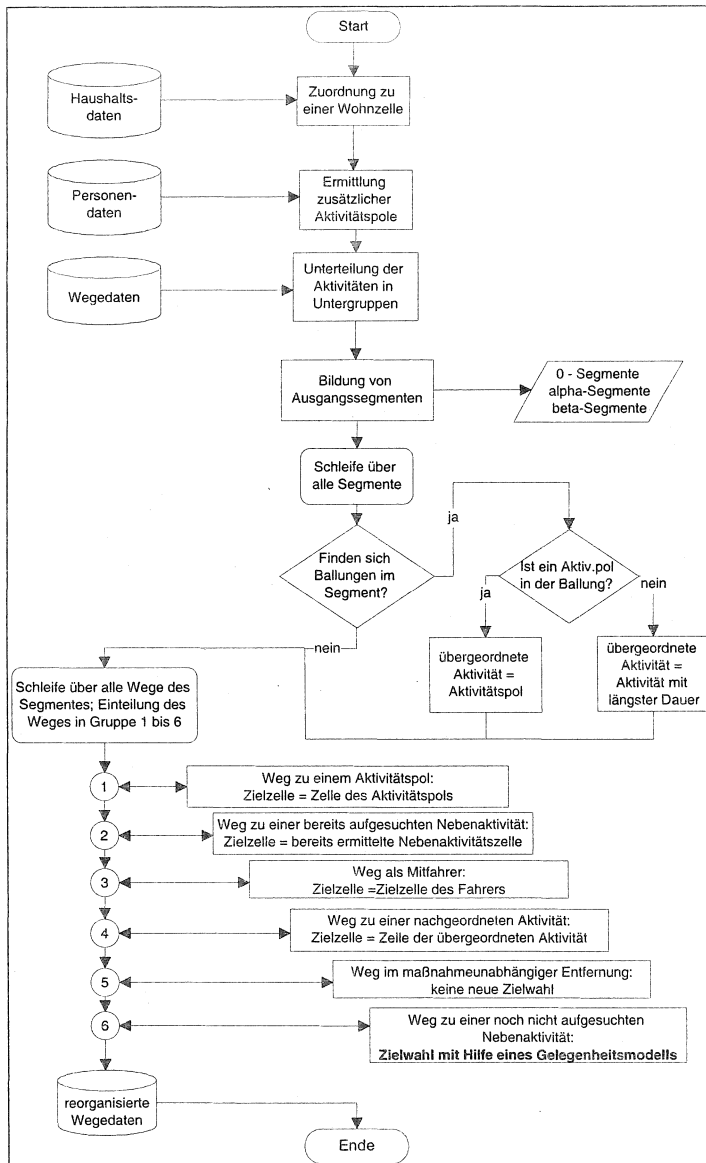 Start
Haushalts-
daten
Zuordnung zu
einer Wohnzelle
Personen-
daten
Ermittlung
zusätzlicher
Aktivitätspole
Wegedaten
Unterteilung der
Aktivitäten in
Untergruppen
Bildung von
Ausgangssegmenten
0 - Segmente
alpha-Segmente
beta-Segmente
Schleife über
alle Segmente
ja
Finden sich
Ballungen im
Segment?
Ist ein Aktiv.pol
in der Ballung?
ja
nein
nein
übergeordnete
Aktivität =
Aktivitätspol
übergeordnete
Aktivität =
Aktivität mit
längster Dauer
Schleife über alle Wege des
Segmentes; Einteilung des
Weges in Gruppe 1 bis 6
1
Weg zu einem Aktivitätspol:
Zielzelle = Zelle des Aktivitätspols
2
Weg zu einer bereits aufgesuchten Nebenaktivität:
Zielzelle = bereits ermittelte Nebenaktivitätszelle
3
Weg als Mitfahrer:
Zielzelle =Zielzelle des Fahrers
4
Weg zu einer nachgeordneten Aktivität:
Zielzelle = Zelle der übergeordneten Aktivität
5
Weg im maßnahmeunabhängiger Entfernung:
keine neue Zielwahl
6
Weg zu einer noch nicht aufgesuchten
Nebenaktivität:
Zielwahl mit Hilfe eines Gelegenheitsmodells
reorganisierte
Wegedaten
Ende